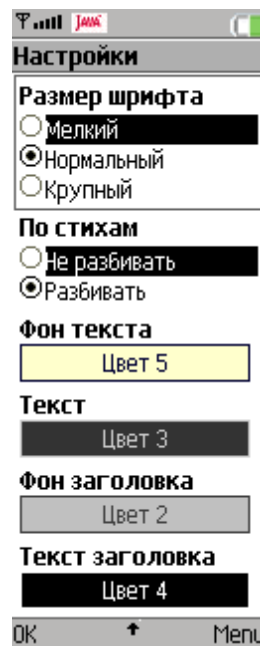 JAVA
Настройки
Размер шрифта
Мелкий
Нормальный
Крупный
По стихам
Не разбивать
Разбивать
Фон текста
Цвет 5
Текст
Цвет 3
Фон заголовка
Цвет 2
Текст заголовка
Цвет 4
OK Menu